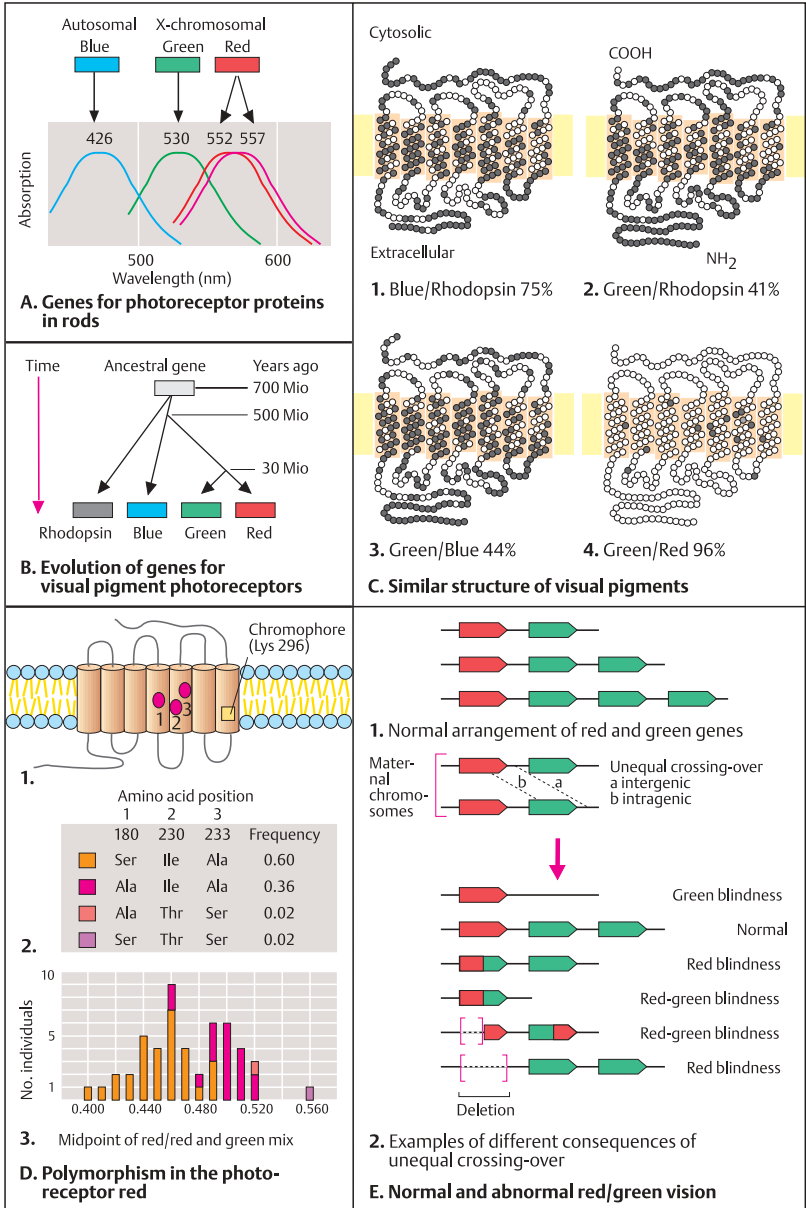 Autosomal
X-chromosomal
Blue
Green
Red
426
530
552
557
Absorption
500
600
Wavelength (nm)
A. Genes for photoreceptor proteins
in rods
Time
Ancestral gene
Years ago
700 Mio
500 Mio
30 Mio
Rhodopsin
Blue
Green
Red
B. Evolution of genes for
visual pigment photoreceptors
Cytosolic
COOH
Extracellular
NH2
1. Blue/Rhodopsin 75%
2. Green/Rhodopsin 41%
3. Green/Blue 44%
4. Green/Red 96%
C. Similar structure of visual pigments
Chromophore
(Lys 296)
1
2
3
1.
Amino acid position
1 2 3
180 230 233 Frequency
Ser Ile Ala 0.60
Ala Ile Ala 0.36
Ala Thr Ser 0.02
Ser Thr Ser 0.02
2.
No. individuals
10
5
1
0.400 0.440 0.480 0.520 0.560
3. Midpoint of red/red and green mix
D. Polymorphism in the photo-
receptor red
1. Normal arrangement of red and green genes
Mater-
nal
chromo-
somes
b
a
Unequal crossing-over
a intergenic
b intragenic
Green blindness
Normal
Red blindness
Red-green blindness
Red-green blindness
Red blindness
Deletion
2. Examples of different consequences of
unequal crossing-over
E. Normal and abnormal red/green vision